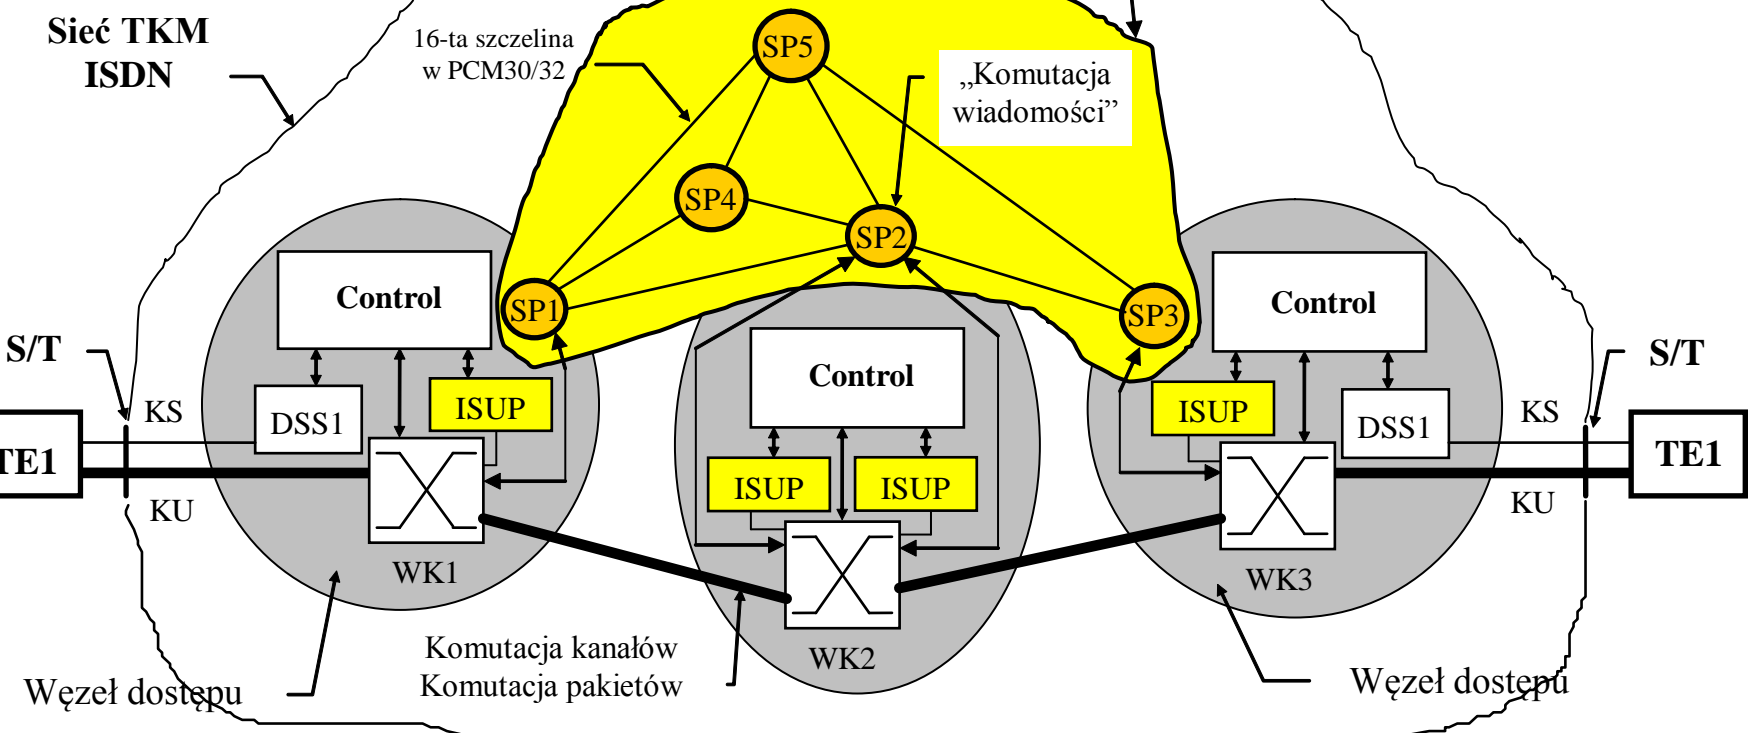 Sieć TKM
ISDN
16-ta szczelina
w PCM30/32
SP5
„Komutacja
wiadomości”
SP4
SP2
SP1
SP3
Control
Control
Control
S/T
S/T
KS
DSS1
ISUP
ISUP
DSS1
KS
TE1
TE1
KU
KU
ISUP
ISUP
WK1
WK2
WK3
Komutacja kanałów
Komutacja pakietów
Węzeł dostępu
Węzeł dostępu